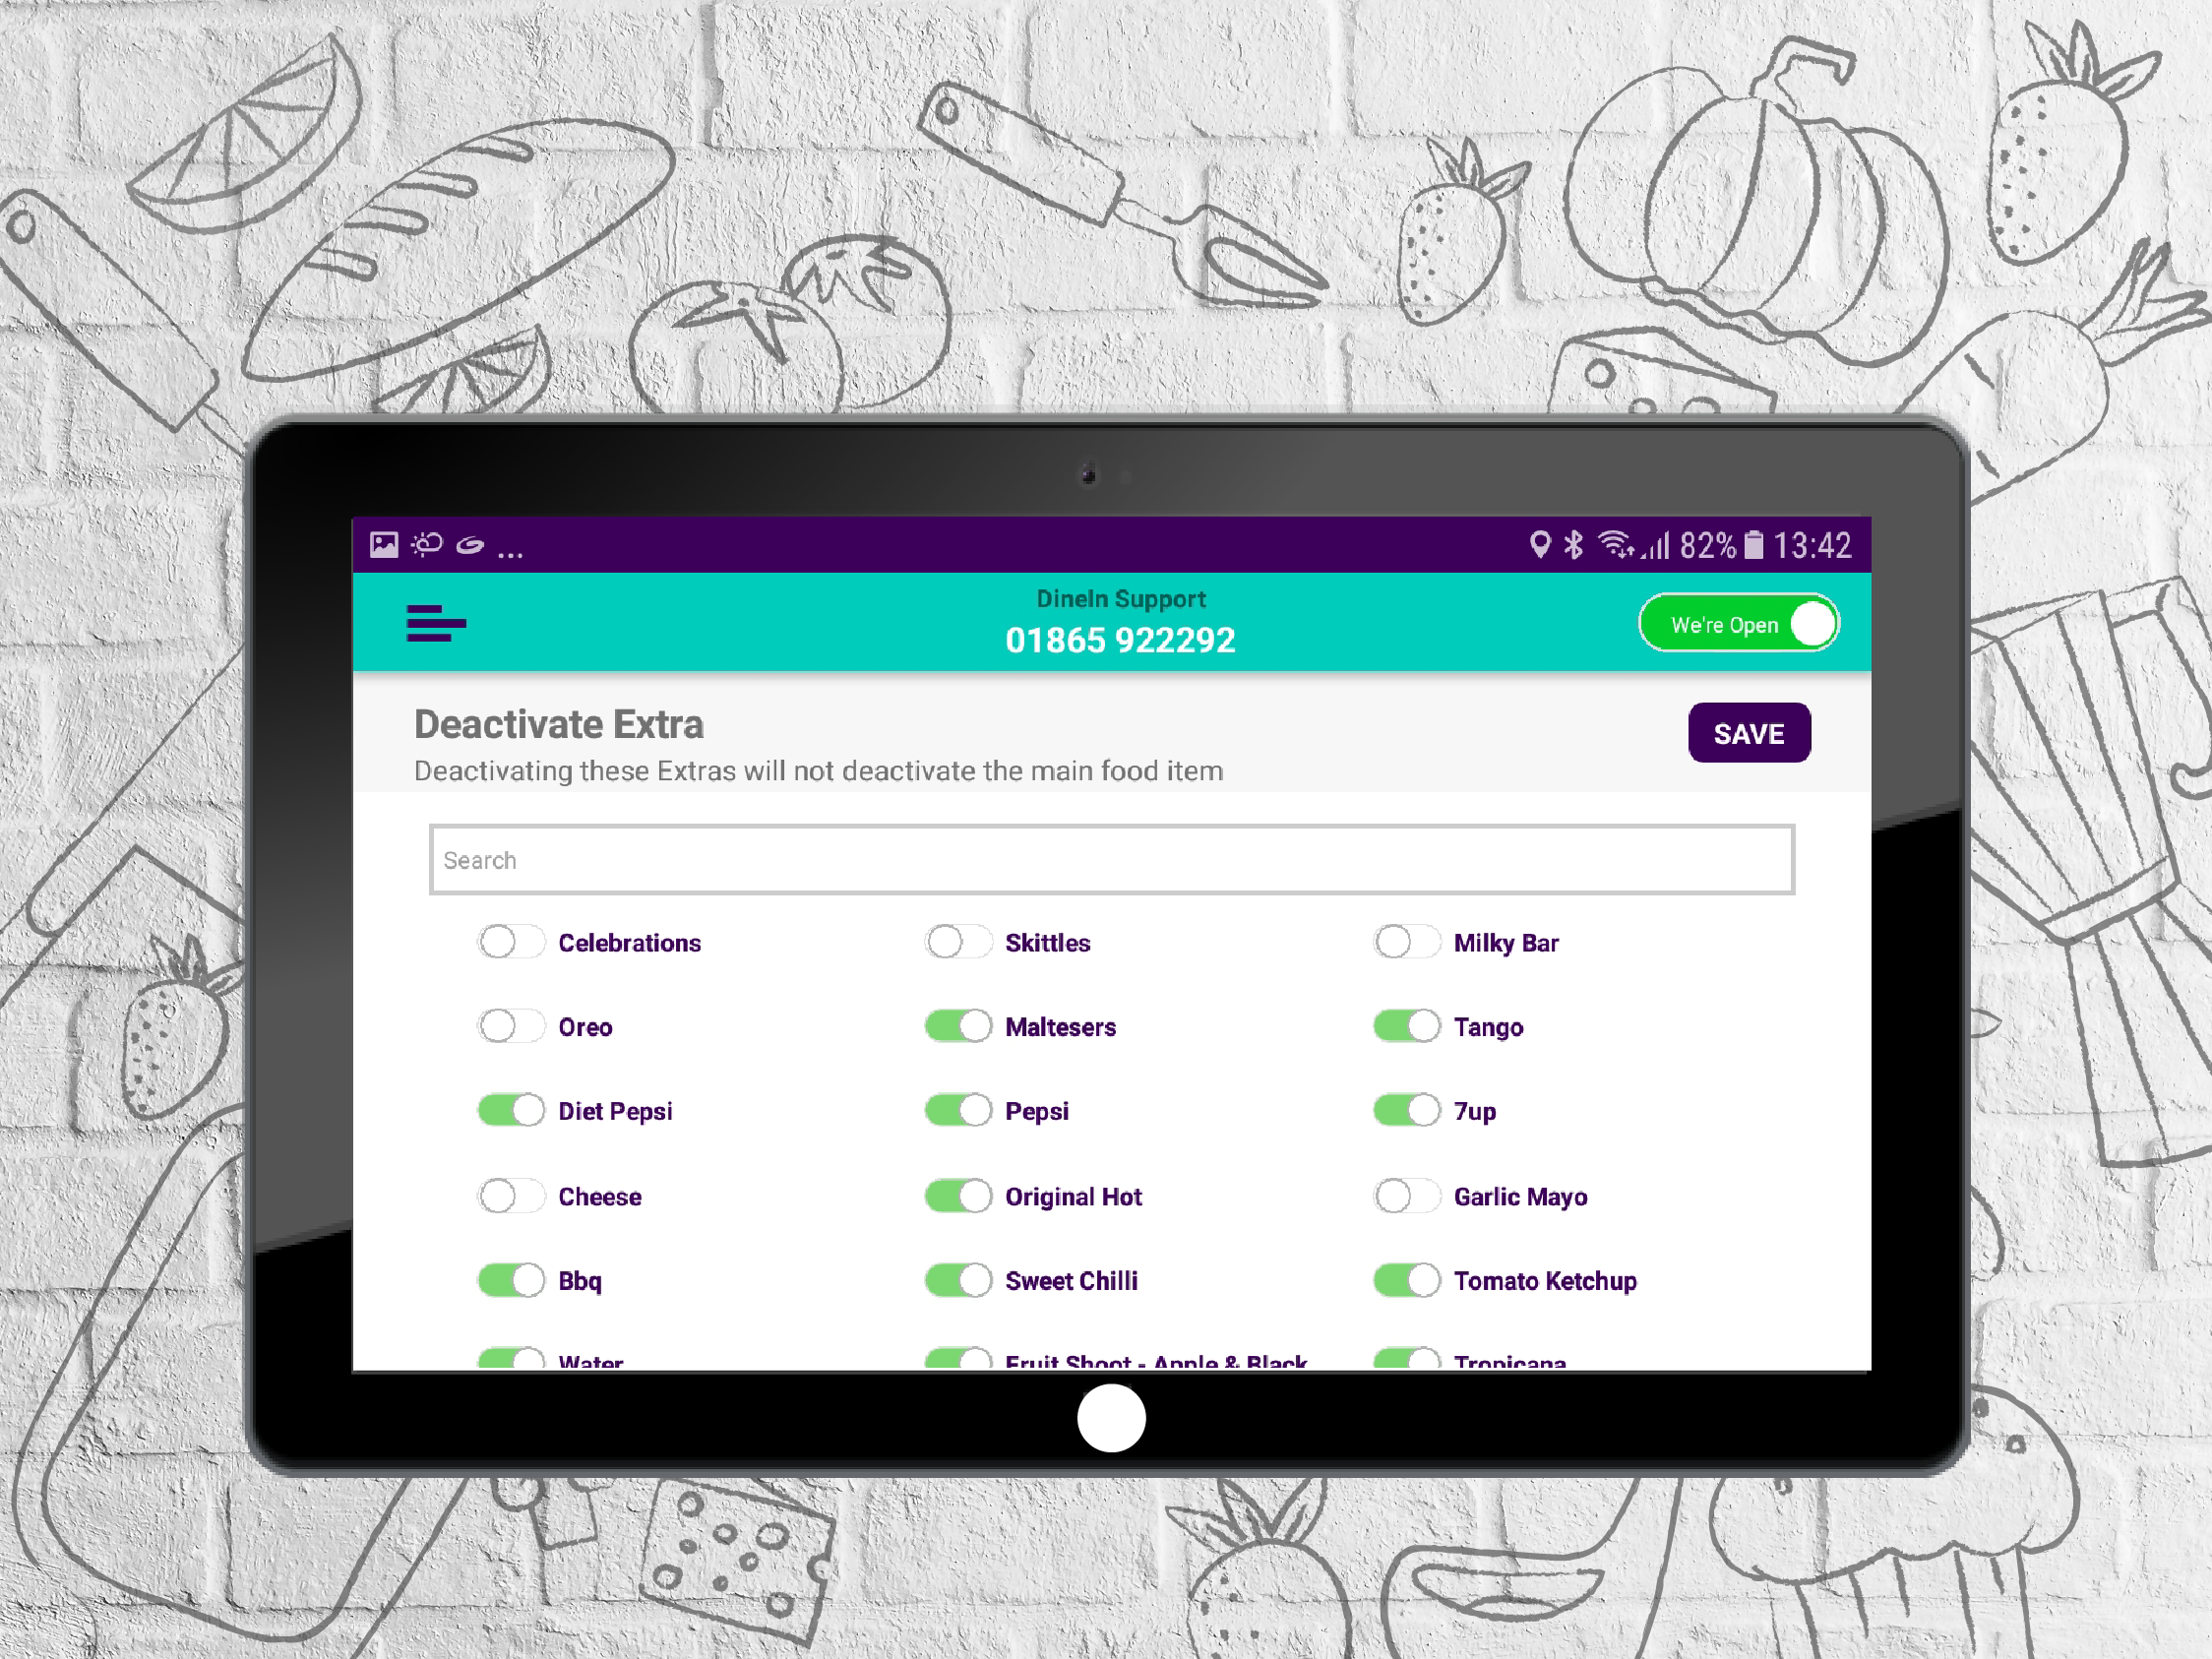 ... 82% 13:42
DineIn Support
01865 922292
We're Open
Deactivate Extra
SAVE
Deactivating these Extras will not deactivate the main food item
Search
Celebrations Skittles Milky Bar
Oreo Maltesers Tango
Diet Pepsi Pepsi 7up
Cheese Original Hot Garlic Mayo
Bbq Sweet Chilli Tomato Ketchup
Water Fruit Shoot - Apple & Black Tropicana